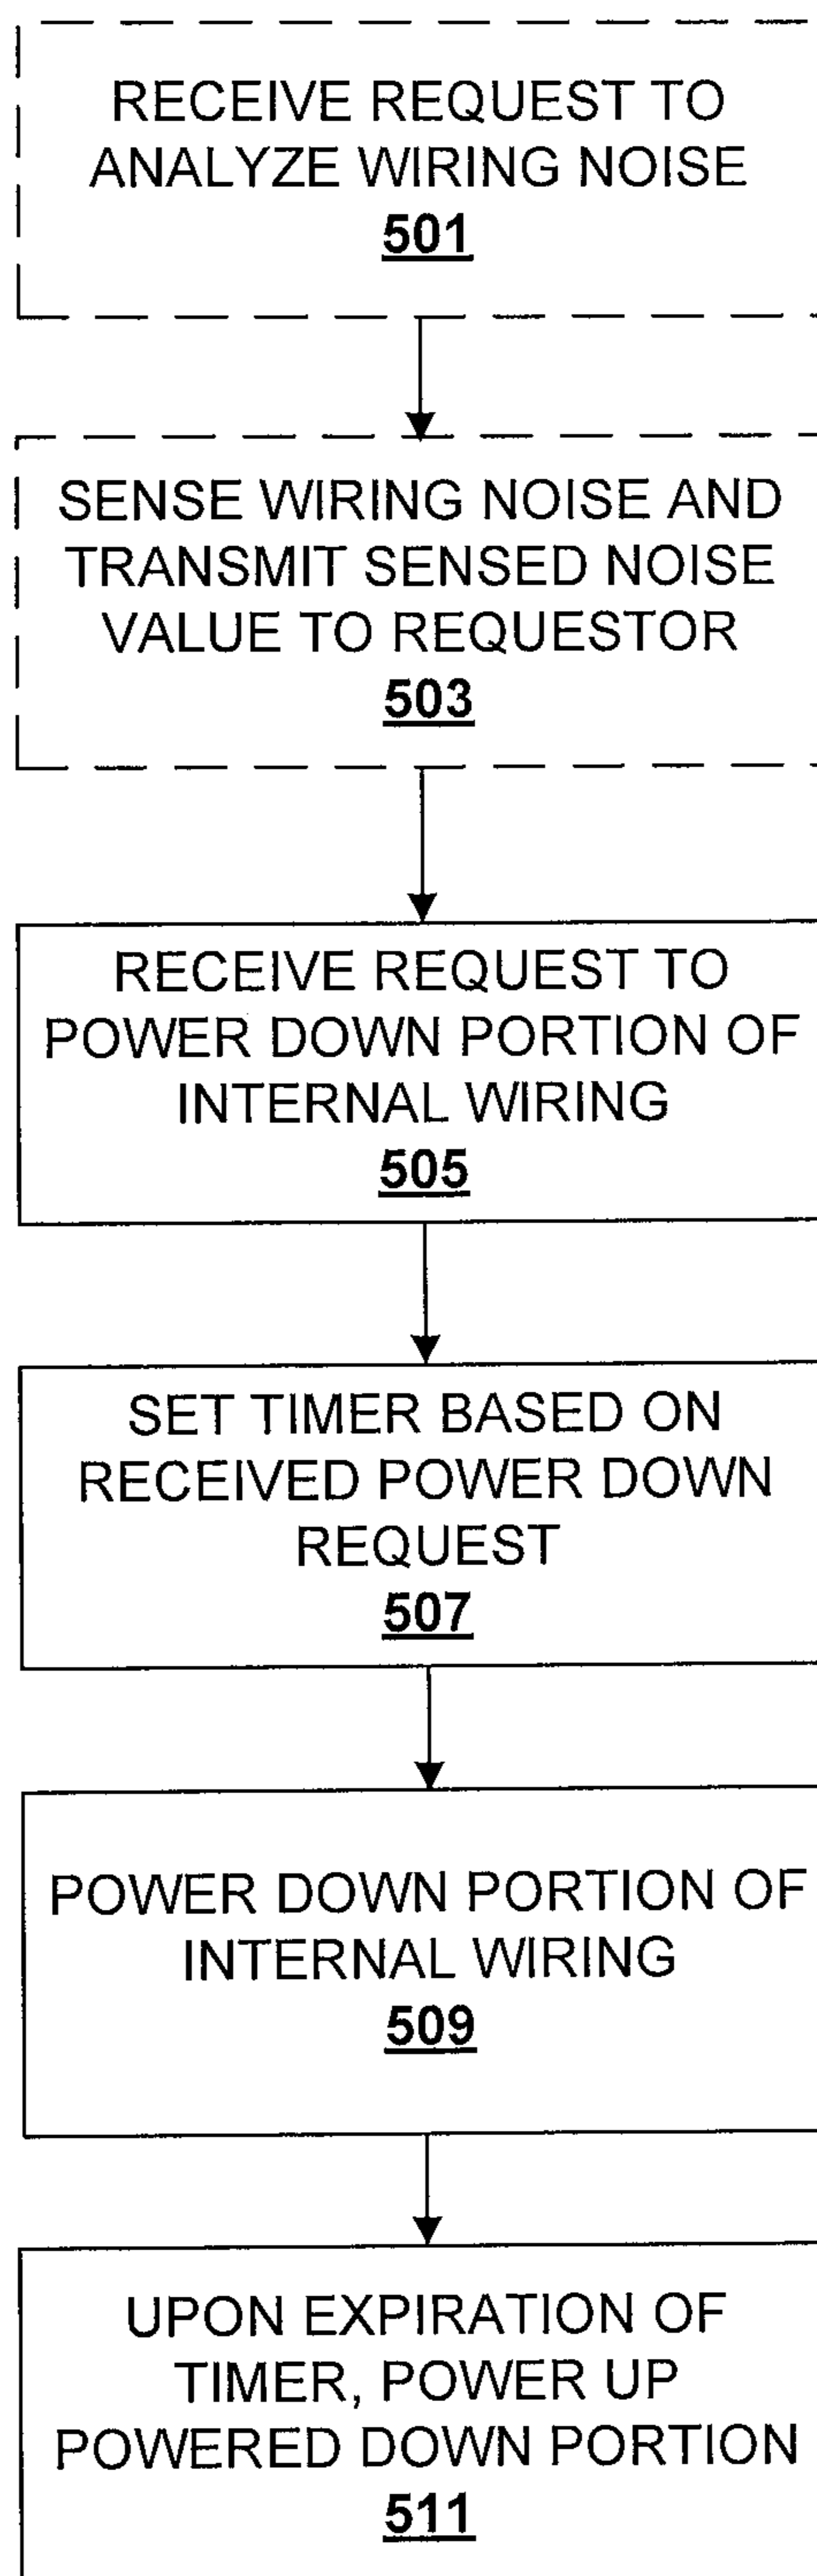 RECEIVE REQUEST TO
ANALYZE WIRING NOISE
501
SENSE WIRING NOISE AND
TRANSMIT SENSED NOISE
VALUE TO REQUESTOR
503
RECEIVE REQUEST TO
POWER DOWN PORTION OF
INTERNAL WIRING
505
SET TIMER BASED ON
RECEIVED POWER DOWN
REQUEST
507
POWER DOWN PORTION OF
INTERNAL WIRING
509
UPON EXPIRATION OF
TIMER, POWER UP
POWERED DOWN PORTION
511